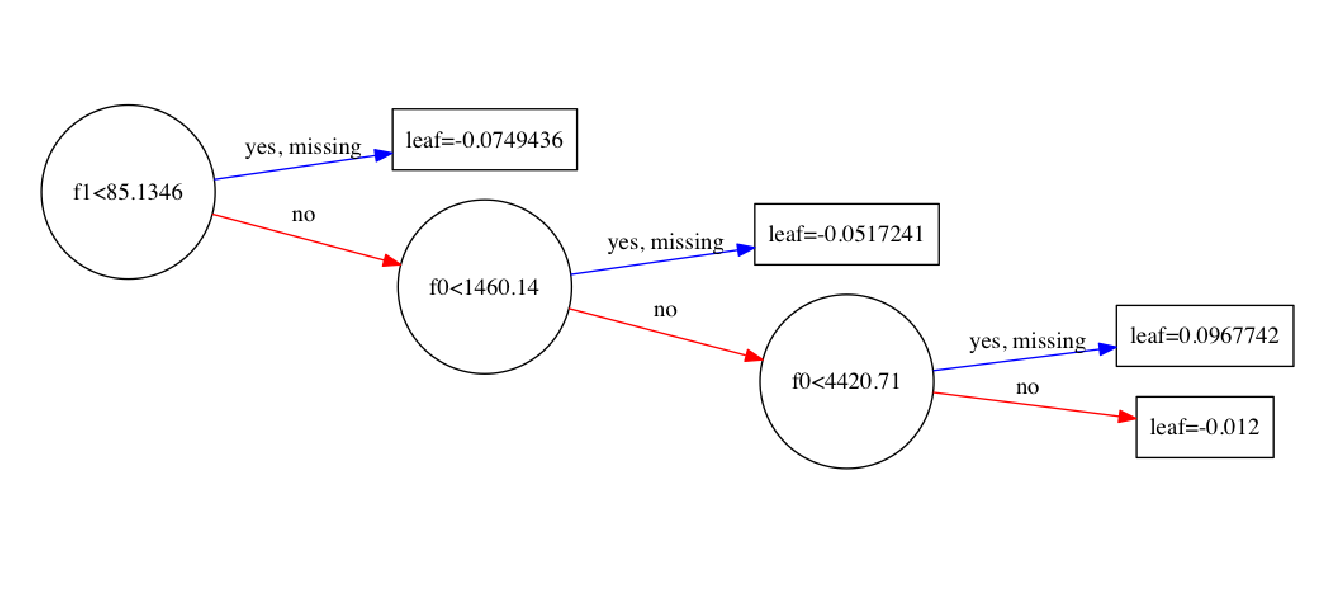 f1<85.1346
yes, missing
no
leaf=-0.0749436
f0<1460.14
yes, missing
no
leaf=-0.0517241
f0<4420.71
yes, missing
no
leaf=0.0967742
leaf=-0.012